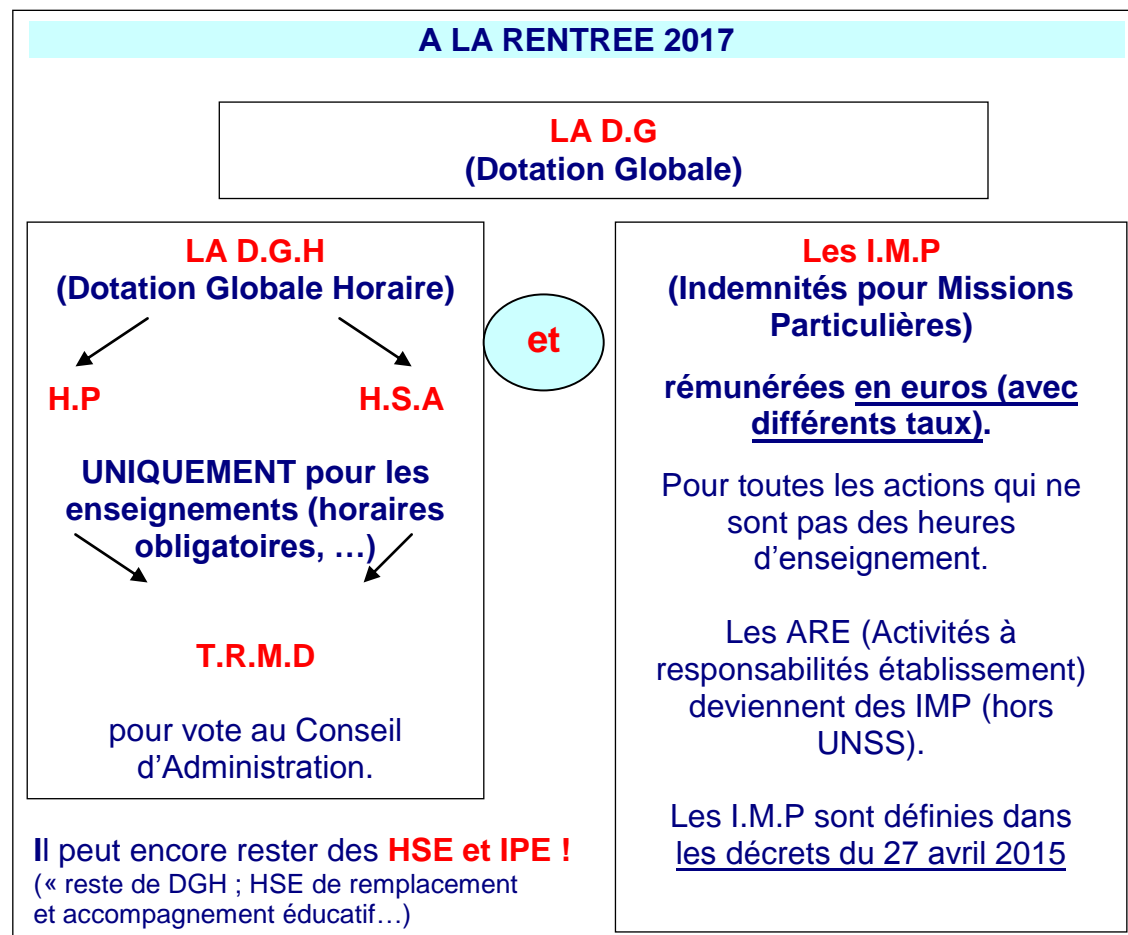 A LA RENTREE 2017
LA D.G
(Dotation Globale)
LA D.G.H
(Dotation Globale Horaire)
H.P
H.S.A
UNIQUEMENT pour les
enseignements (horaires
obligatoires, …)
T.R.M.D
pour vote au Conseil
d’Administration.
et
Les I.M.P
(Indemnités pour Missions
Particulières)
rémunérées en euros (avec
différents taux).
Pour toutes les actions qui ne
sont pas des heures
d’enseignement.
Les ARE (Activités à
responsabilités établissement)
deviennent des IMP (hors
UNSS).
Les I.M.P sont définies dans
les décrets du 27 avril 2015
Il peut encore rester des HSE et IPE !
(« reste de DGH ; HSE de remplacement
et accompagnement éducatif…)